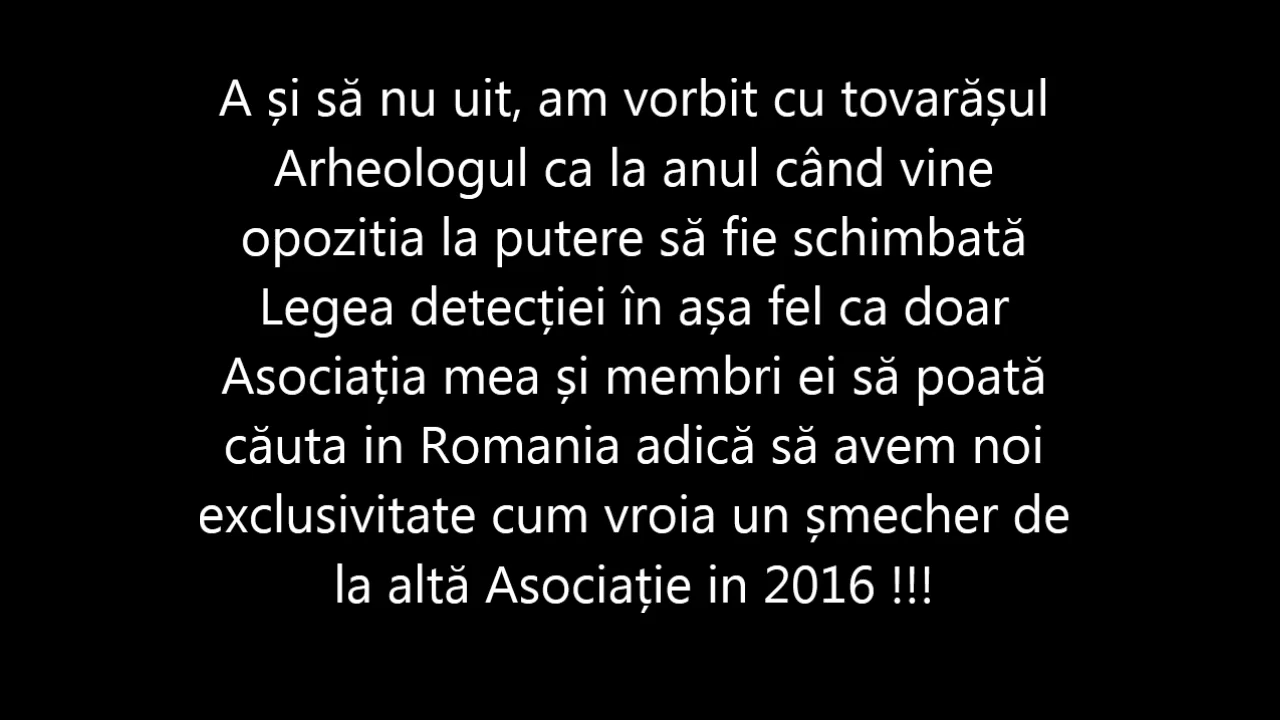 A și să nu uit, am vorbit cu tovarășul
Arheologul ca la anul când vine
opozitia la putere să fie schimbată
Legea detecției în așa fel ca doar
Asociația mea și membri ei să poată
căuta in Romania adică să avem noi
exclusivitate cum vroia un șmecher de
la altă Asociație in 2016 !!!